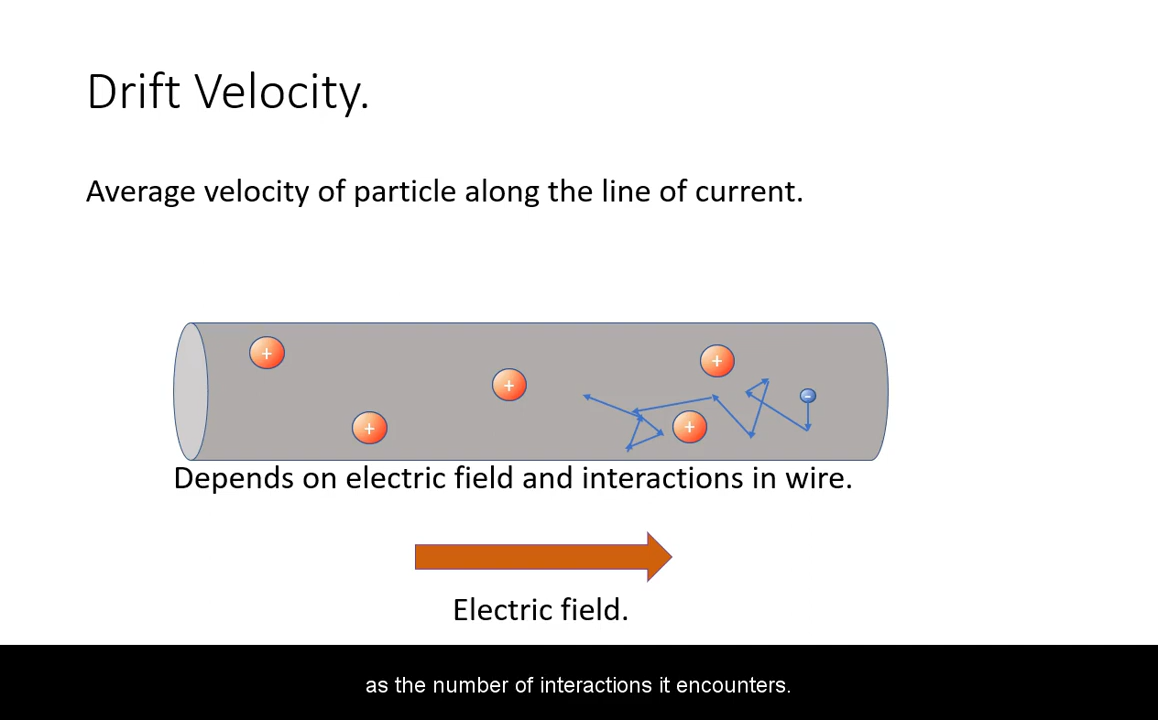 Drift Velocity.
Average velocity of particle along the line of current.
+
+
+
-
+
+
Depends on electric field and interactions in wire.
Electric field.
as the number of interactions it encounters.